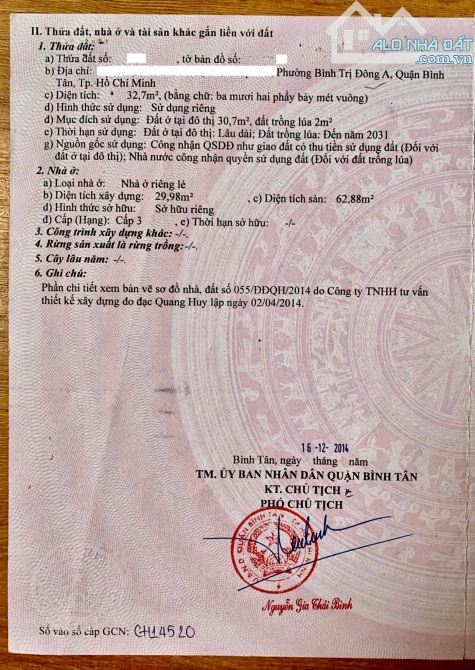 ALO NHÀ ĐẤT
II. Thửa đất, nhà ở và tài sản khác gắn liền với đất
1. Thửa đất:
a) Thửa đất số: , tờ bản đồ số:
b) Địa chỉ: Phường Bình Trị Đông A, Quận Bình
Tân, Tp. Hồ Chí Minh
c) Diện tích: 32,7m², (bằng chữ: ba mươi hai phẩy bảy mét vuông)
d) Hình thức sử dụng: Sử dụng riêng
đ) Mục đích sử dụng: Đất ở tại đô thị 30,7m², đất trồng lúa 2m²
e) Thời hạn sử dụng: Đất ở tại đô thị: Lâu dài; Đất trồng lúa: Đến năm 2031
g) Nguồn gốc sử dụng: Công nhận QSDĐ như giao đất có thu tiền sử dụng đất (Đối với
đất ở tại đô thị); Nhà nước công nhận quyền sử dụng đất (Đối với đất trồng lúa)
2. Nhà ở:
a) Loại nhà ở: Nhà ở riêng lẻ
b) Diện tích xây dựng: 29,98m², c) Diện tích sàn: 62,88m²
d) Hình thức sở hữu: Sở hữu riêng
đ) Cấp (Hạng): Cấp 3 , e) Thời hạn sở hữu: -/-
3. Công trình xây dựng khác: -/-.
4. Rừng sản xuất là rừng trồng: -/-.
5. Cây lâu năm: -/-
6. Ghi chú:
Phần chi tiết xem bản vẽ sơ đồ nhà, đất số 055/ĐĐQH/2014 do Công ty TNHH tư vấn
thiết kế xây dựng đo đạc Quang Huy lập ngày 02/04/2014.
16 -12- 2014
Bình Tân, ngày tháng năm
TM. ỦY BAN NHÂN DÂN QUẬN BÌNH TÂN
KT. CHỦ TỊCH
PHÓ CHỦ TỊCH
U.B.N.D QUẬN BÌNH TÂN
Nguyễn Gia Thái Bình
Số vào sổ cấp GCN: CH14520